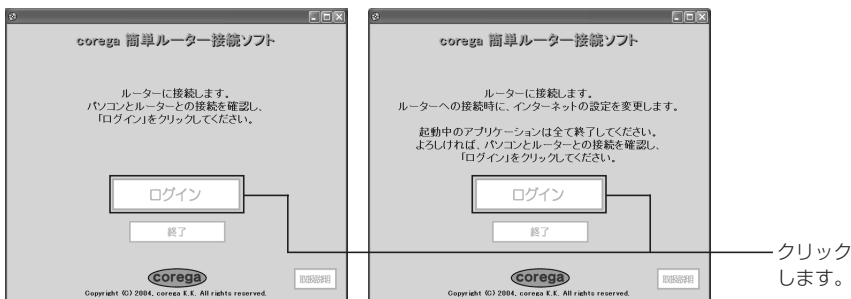 corega 簡単ルーター接続ソフト
ルーターに接続します。
パソコンとルーターとの接続を確認し、
「ログイン」をクリックしてください。
ログイン
終了
corega
取扱説明
Copyright (C) 2004, corega K.K. All rights reserved.
corega 簡単ルーター接続ソフト
ルーターに接続します。
ルーターへの接続時に、インターネットの設定を変更します。
起動中のアプリケーションは全て終了してください。
よろしければ、パソコンとルーターとの接続を確認し、
「ログイン」をクリックしてください。
ログイン
終了
corega
取扱説明
Copyright (C) 2004, corega K.K. All rights reserved.
クリック
します。